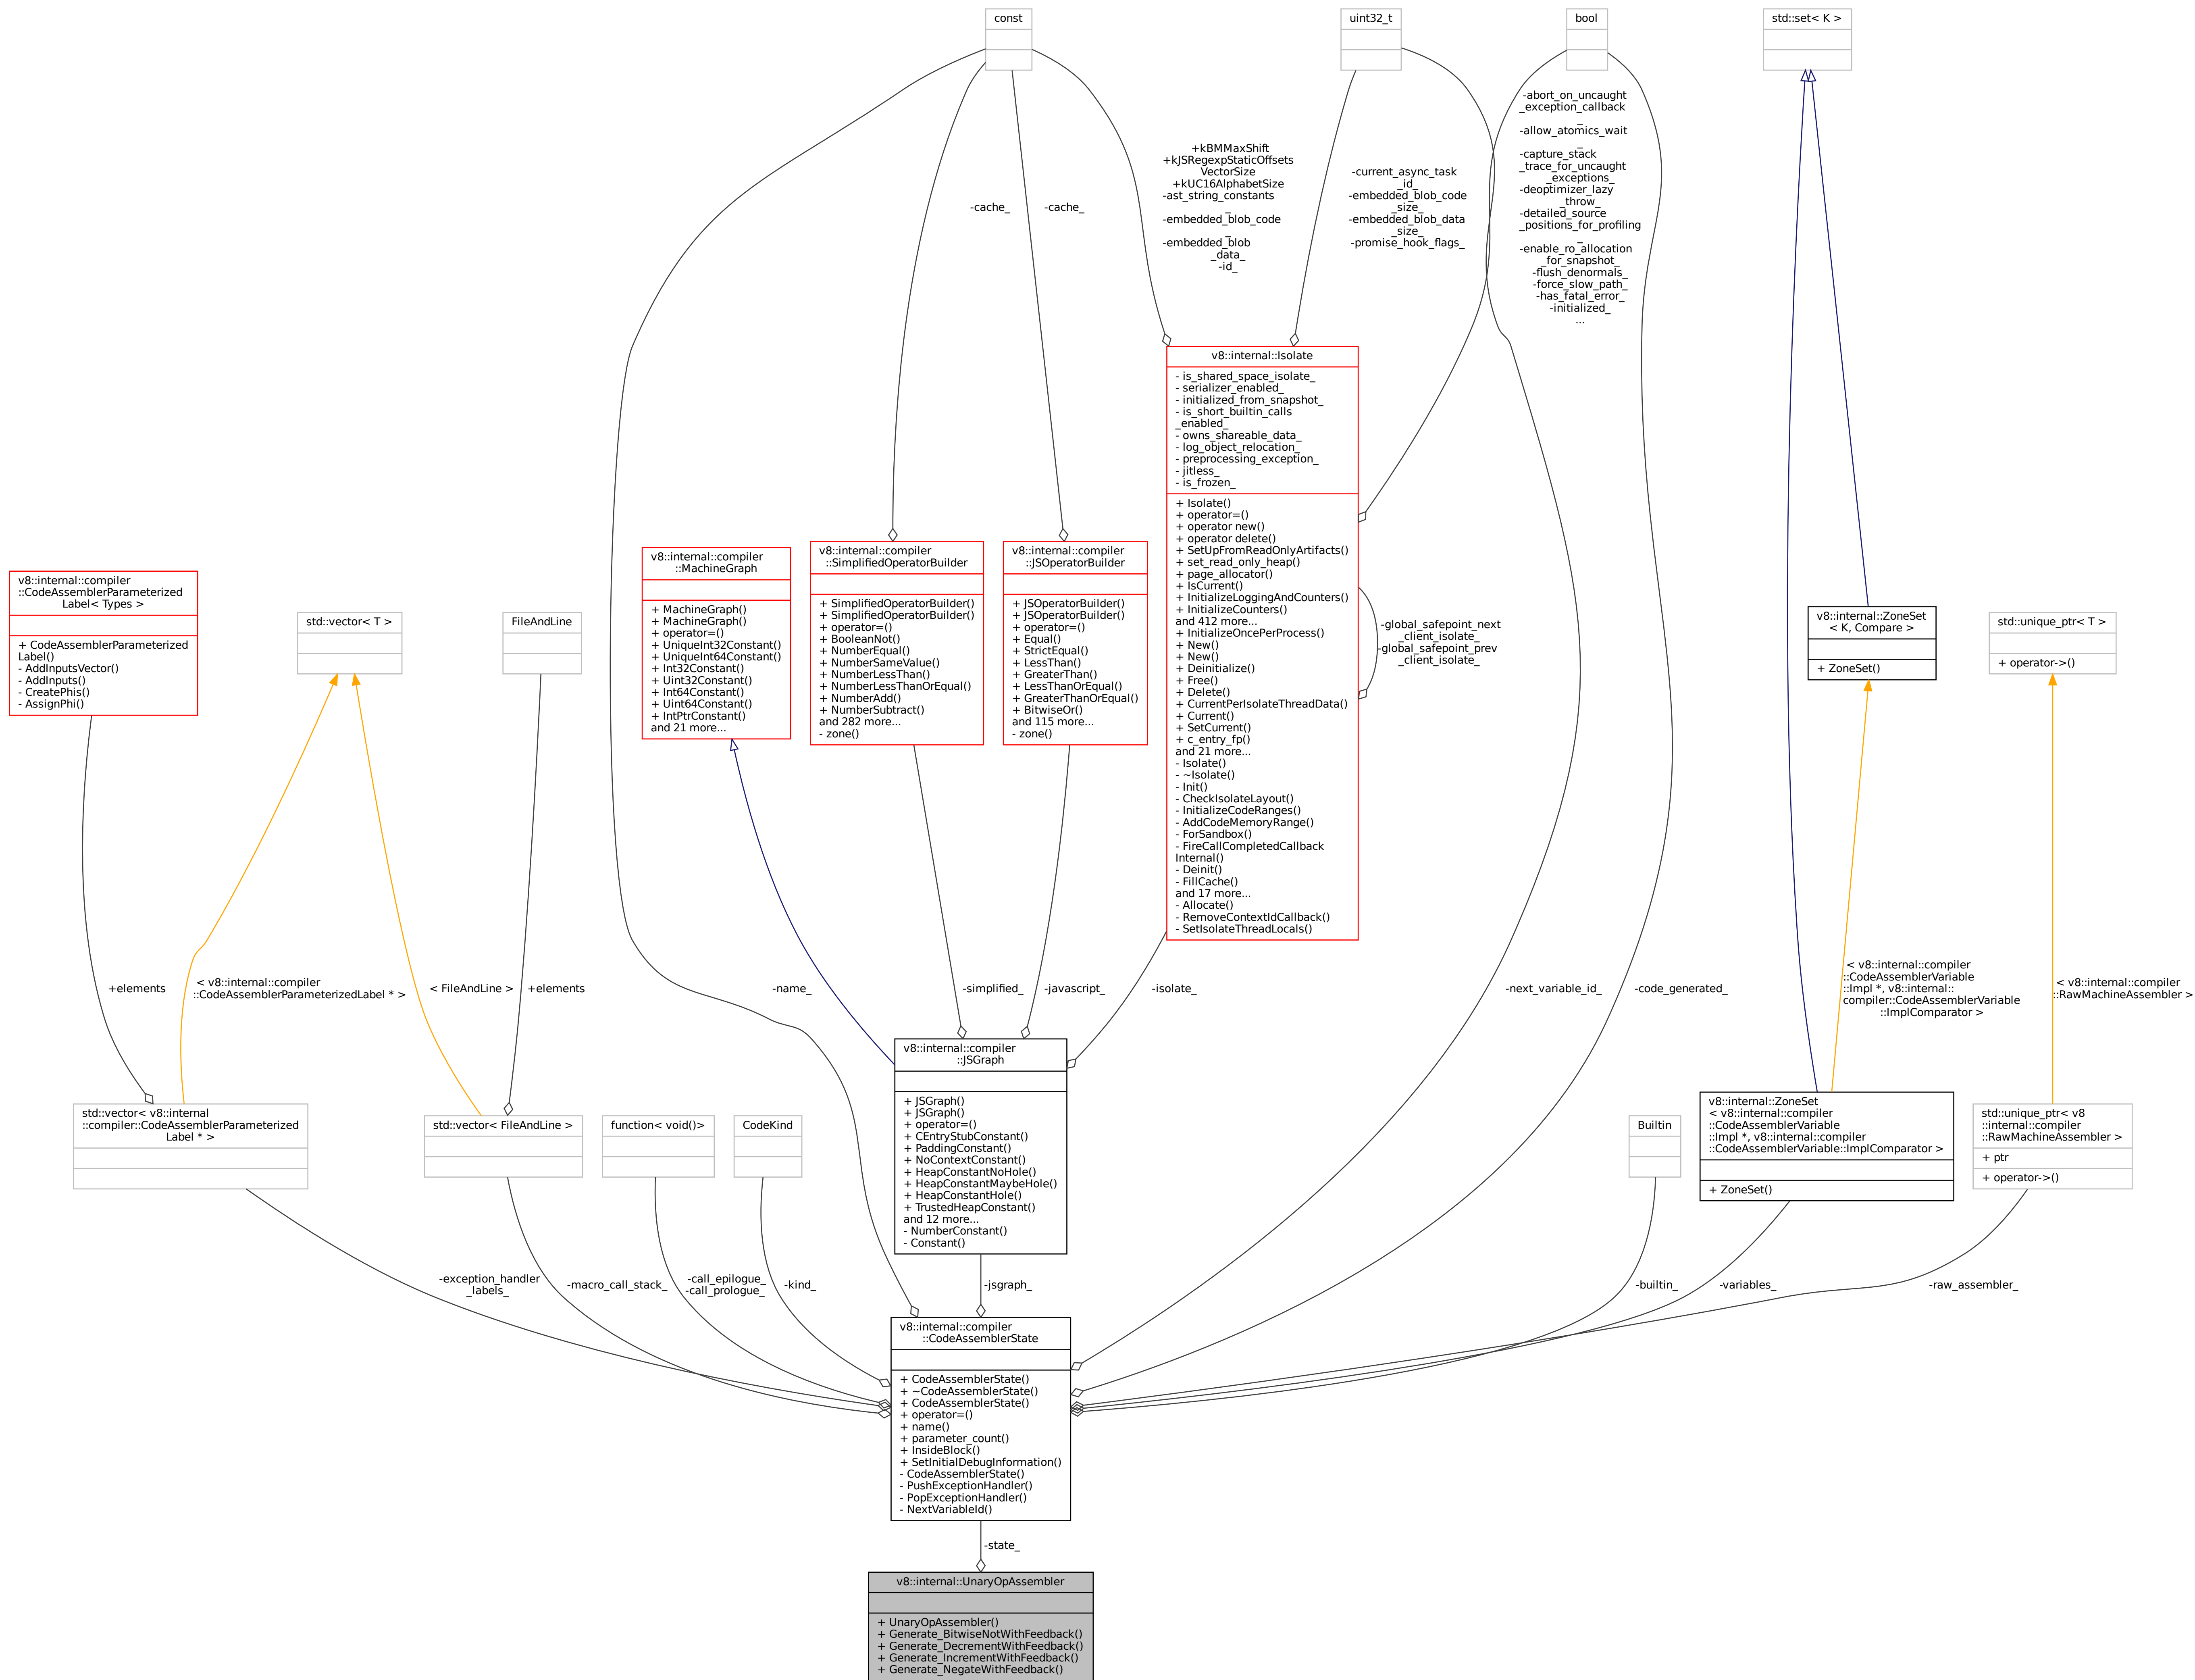 const
uint32_t
bool
std::set< K >
-abort_on_uncaught
_exception_callback
_
-allow_atomics_wait
_
-capture_stack
_trace_for_uncaught
_exceptions_
-deoptimizer_lazy
_throw_
-detailed_source
_positions_for_profiling
_
-enable_ro_allocation
_for_snapshot_
-flush_denormals_
-force_slow_path_
-has_fatal_error_
-initialized_
...
+kBMMaxShift
+kJSRegexpStaticOffsets
VectorSize
+kUC16AlphabetSize
-ast_string_constants
_
-embedded_blob_code
_
-embedded_blob
_data_
-id_
-current_async_task
_id_
-embedded_blob_code
_size_
-embedded_blob_data
_size_
-promise_hook_flags_
-cache_
-cache_
v8::internal::Isolate
- is_shared_space_isolate_
- serializer_enabled_
- initialized_from_snapshot_
- is_short_builtin_calls
_enabled_
- owns_shareable_data_
- log_object_relocation_
- preprocessing_exception_
- jitless_
- is_frozen_
+ Isolate()
+ operator=()
+ operator new()
+ operator delete()
+ SetUpFromReadOnlyArtifacts()
+ set_read_only_heap()
+ page_allocator()
+ IsCurrent()
+ InitializeLoggingAndCounters()
+ InitializeCounters()
and 412 more...
+ InitializeOncePerProcess()
+ New()
+ New()
+ Deinitialize()
+ Free()
+ Delete()
+ CurrentPerIsolateThreadData()
+ Current()
+ SetCurrent()
+ c_entry_fp()
and 21 more...
- Isolate()
- ~Isolate()
- Init()
- CheckIsolateLayout()
- InitializeCodeRanges()
- AddCodeMemoryRange()
- ForSandbox()
- FireCallCompletedCallback
Internal()
- Deinit()
- FillCache()
and 17 more...
- Allocate()
- RemoveContextIdCallback()
- SetIsolateThreadLocals()
-global_safepoint_next
_client_isolate_
-global_safepoint_prev
_client_isolate_
v8::internal::compiler
::MachineGraph
+ MachineGraph()
+ MachineGraph()
+ operator=()
+ UniqueInt32Constant()
+ UniqueInt64Constant()
+ Int32Constant()
+ Uint32Constant()
+ Int64Constant()
+ Uint64Constant()
+ IntPtrConstant()
and 21 more...
v8::internal::compiler
::SimplifiedOperatorBuilder
+ SimplifiedOperatorBuilder()
+ SimplifiedOperatorBuilder()
+ operator=()
+ BooleanNot()
+ NumberEqual()
+ NumberSameValue()
+ NumberLessThan()
+ NumberLessThanOrEqual()
+ NumberAdd()
+ NumberSubtract()
and 282 more...
- zone()
v8::internal::compiler
::JSOperatorBuilder
+ JSOperatorBuilder()
+ JSOperatorBuilder()
+ operator=()
+ Equal()
+ StrictEqual()
+ LessThan()
+ GreaterThan()
+ LessThanOrEqual()
+ GreaterThanOrEqual()
+ BitwiseOr()
and 115 more...
- zone()
v8::internal::compiler
::CodeAssemblerParameterized
Label< Types >
+ CodeAssemblerParameterized
Label()
- AddInputsVector()
- AddInputs()
- CreatePhis()
- AssignPhi()
std::vector< T >
FileAndLine
v8::internal::ZoneSet
< K, Compare >
+ ZoneSet()
std::unique_ptr< T >
+ operator->()
+elements
< v8::internal::compiler
::CodeAssemblerParameterizedLabel * >
< FileAndLine >
+elements
-name_
-simplified_
-javascript_
-isolate_
-next_variable_id_
-code_generated_
< v8::internal::compiler
::CodeAssemblerVariable
::Impl *, v8::internal::
compiler::CodeAssemblerVariable
::ImplComparator >
< v8::internal::compiler
::RawMachineAssembler >
v8::internal::compiler
::JSGraph
+ JSGraph()
+ JSGraph()
+ operator=()
+ CEntryStubConstant()
+ PaddingConstant()
+ NoContextConstant()
+ HeapConstantNoHole()
+ HeapConstantMaybeHole()
+ HeapConstantHole()
+ TrustedHeapConstant()
and 12 more...
- NumberConstant()
- Constant()
std::vector< v8::internal
::compiler::CodeAssemblerParameterized
Label * >
std::vector< FileAndLine >
function< void()>
CodeKind
Builtin
v8::internal::ZoneSet
< v8::internal::compiler
::CodeAssemblerVariable
::Impl *, v8::internal::compiler
::CodeAssemblerVariable::ImplComparator >
+ ZoneSet()
std::unique_ptr< v8
::internal::compiler
::RawMachineAssembler >
+ ptr
+ operator->()
-exception_handler
_labels_
-macro_call_stack_
-call_epilogue_
-call_prologue_
-kind_
-jsgraph_
-builtin_
-variables_
-raw_assembler_
v8::internal::compiler
::CodeAssemblerState
+ CodeAssemblerState()
+ ~CodeAssemblerState()
+ CodeAssemblerState()
+ operator=()
+ name()
+ parameter_count()
+ InsideBlock()
+ SetInitialDebugInformation()
- CodeAssemblerState()
- PushExceptionHandler()
- PopExceptionHandler()
- NextVariableId()
-state_
v8::internal::UnaryOpAssembler
+ UnaryOpAssembler()
+ Generate_BitwiseNotWithFeedback()
+ Generate_DecrementWithFeedback()
+ Generate_IncrementWithFeedback()
+ Generate_NegateWithFeedback()